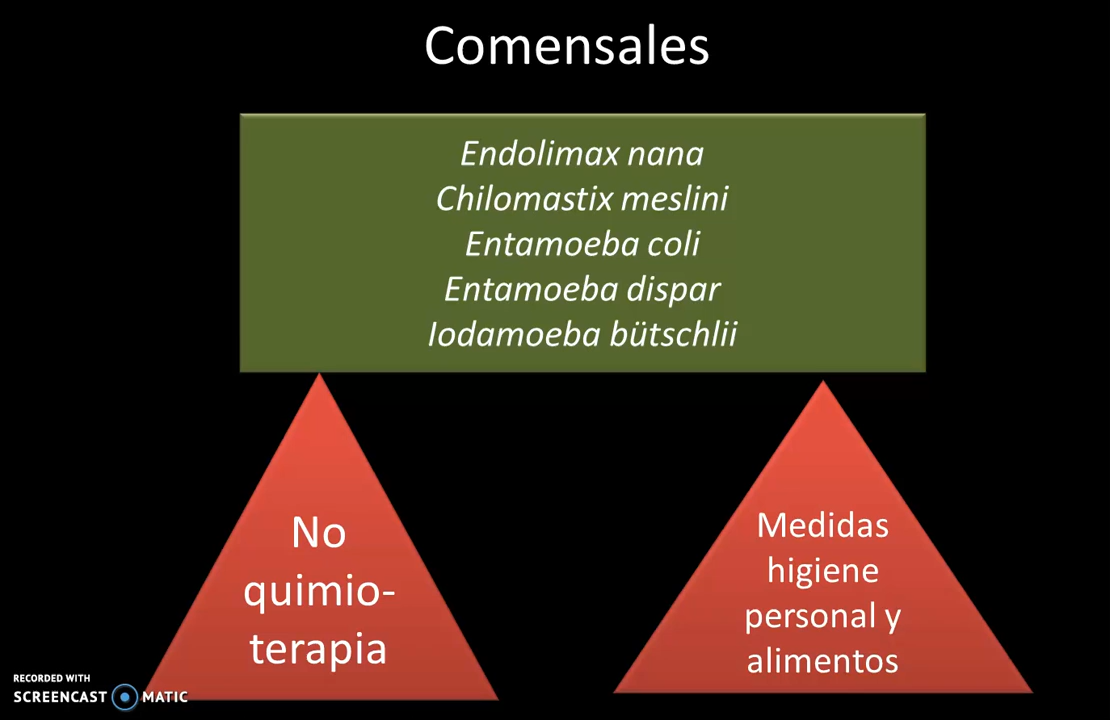 Comensales
Endolimax nana
Chilomastix meslini
Entamoeba coli
Entamoeba dispar
Iodamoeba bütschlii
No
quimio-
terapia
Medidas
higiene
personal y
alimentos
RECORDED WITH
SCREENCAST MATIC